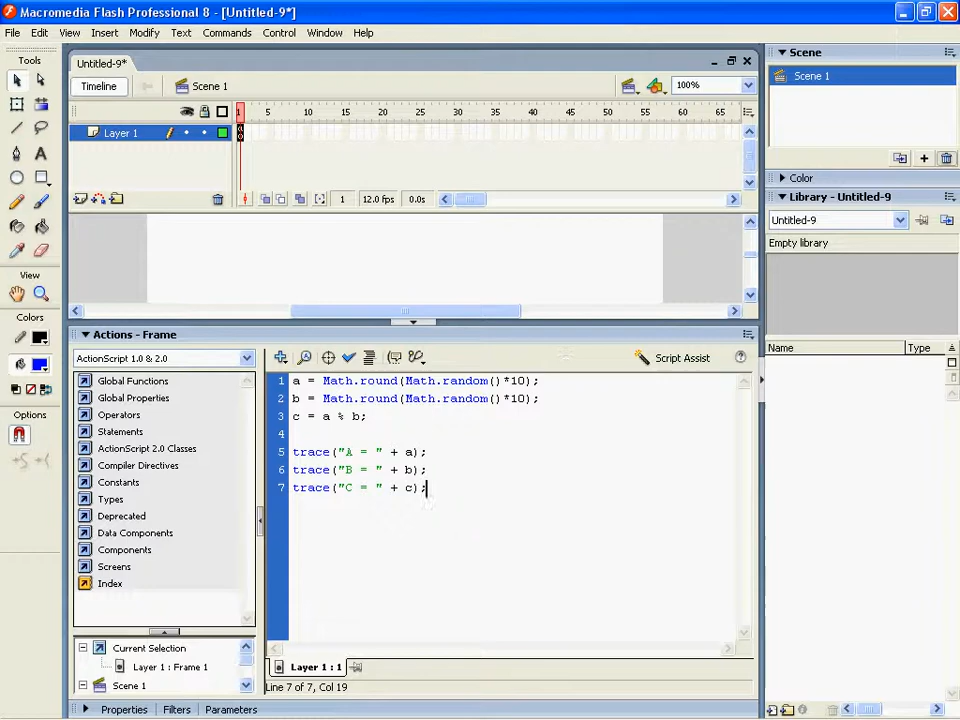 Macromedia Flash Professional 8 - [Untitled-9*]
File Edit View Insert Modify Text Commands Control Window Help
Tools
View
Colors
Options
Untitled-9*
Timeline Scene 1 100%
1 5 10 15 20 25 30 35 40 45 50 55 60 65
Layer 1
1 12.0 fps 0.0s
Actions - Frame
ActionScript 1.0 & 2.0
Script Assist
Global Functions
Global Properties
Operators
Statements
ActionScript 2.0 Classes
Compiler Directives
Constants
Types
Deprecated
Data Components
Components
Screens
Index
Current Selection
Layer 1 : Frame 1
Scene 1
1 a = Math.round(Math.random()*10);
2 b = Math.round(Math.random()*10);
3 c = a % b;
4
5 trace("A = " + a);
6 trace("B = " + b);
7 trace("C = " + c);
Layer 1 : 1
Line 7 of 7, Col 19
Properties Filters Parameters
Scene
Scene 1
Color
Library - Untitled-9
Untitled-9
Empty library
Name Type